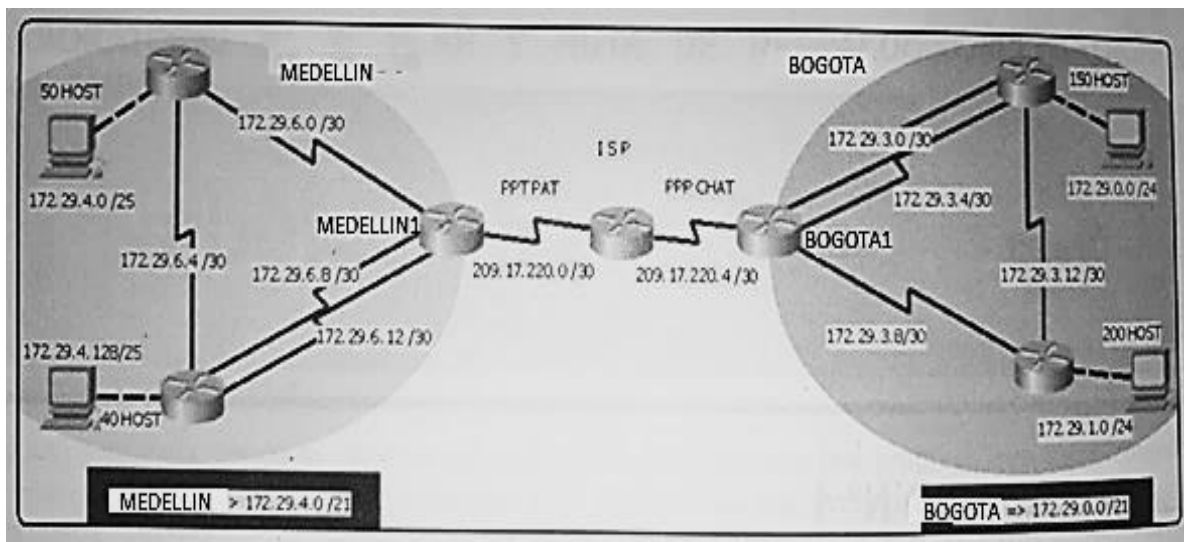 MEDELLIN
BOGOTA
50 HOST
150 HOST
172.29.6.0 /30
172.29.3.0 /30
ISP
172.29.4.0 /25
PPTPAT
PPP CHAT
172.29.3.4/30
172.29.0.0 /24
MEDELLIN1
BOGOTA1
172.29.6.4 /30
172.29.6.8 /30
209.17.220.0 /30
209.17.220.4 /30
172.29.3.12 /30
172.29.6.12 /30
172.29.3.8/30
200 HOST
172.29.4.128/25
40 HOST
172.29.1.0 /24
MEDELLIN > 172.29.4.0 /21
BOGOTA => 172.29.0.0 /21